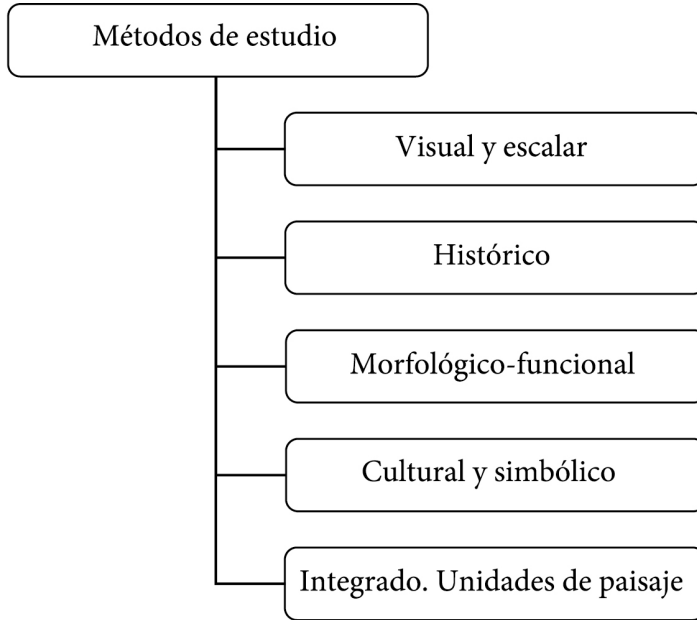 Métodos de estudio
Visual y escalar
Histórico
Morfológico-funcional
Cultural y simbólico
Integrado. Unidades de paisaje